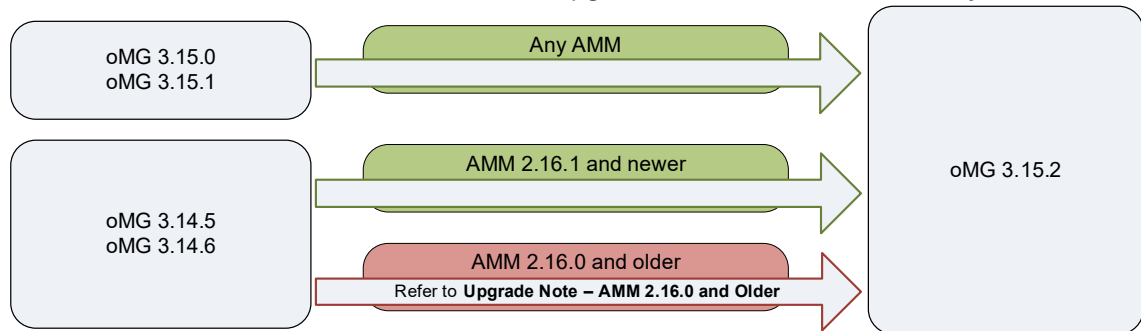 oMG 3.15.0
oMG 3.15.1
Any AMM
AMM 2.16.1 and newer
oMG 3.14.5
oMG 3.14.6
AMM 2.16.0 and older
Refer to Upgrade Note – AMM 2.16.0 and Older
oMG 3.15.2